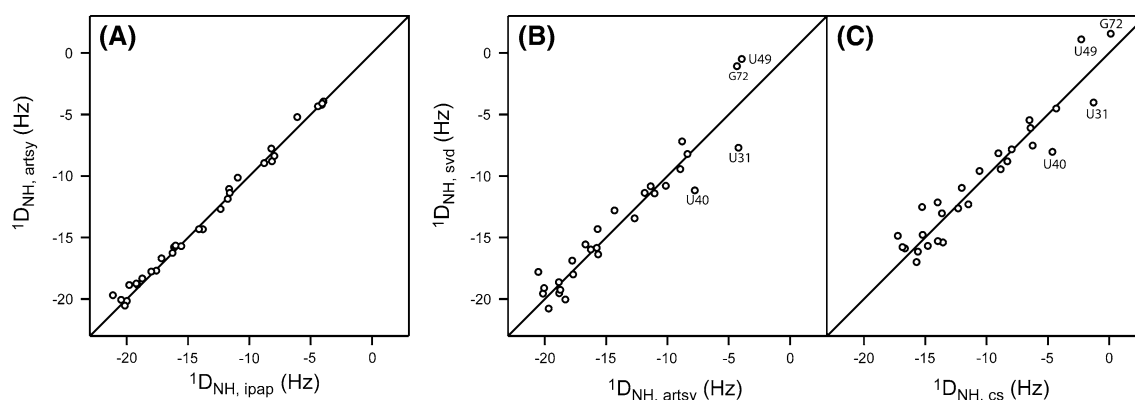 (A)
0
-5
-10
-15
-20
¹D_NH, artsy (Hz)
-20 -15 -10 -5 0
¹D_NH, ipap (Hz)
(B)
U49
G72
U31
U40
0
-5
-10
-15
-20
¹D_NH, svd (Hz)
-20 -15 -10 -5 0
¹D_NH, artsy (Hz)
(C)
G72
U49
U31
U40
-20 -15 -10 -5 0
¹D_NH, cs (Hz)